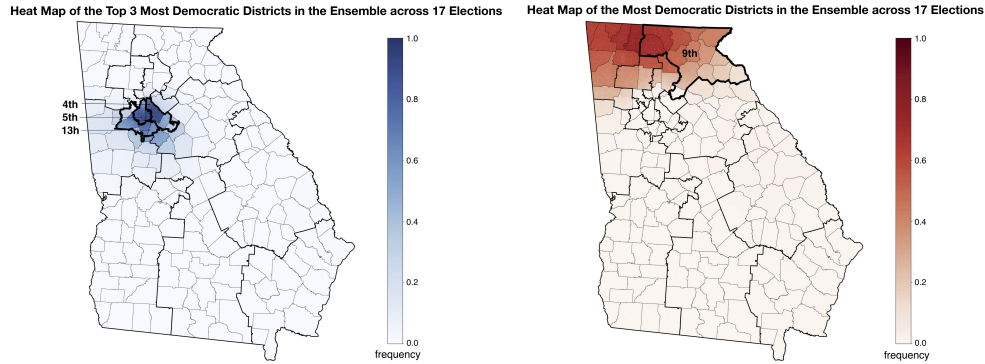 Heat Map of the Top 3 Most Democratic Districts in the Ensemble across 17 Elections
4th
5th
13h
1.0
0.8
0.6
0.4
0.2
0.0
frequency
Heat Map of the Most Democratic Districts in the Ensemble across 17 Elections
9th
1.0
0.8
0.6
0.4
0.2
0.0
frequency